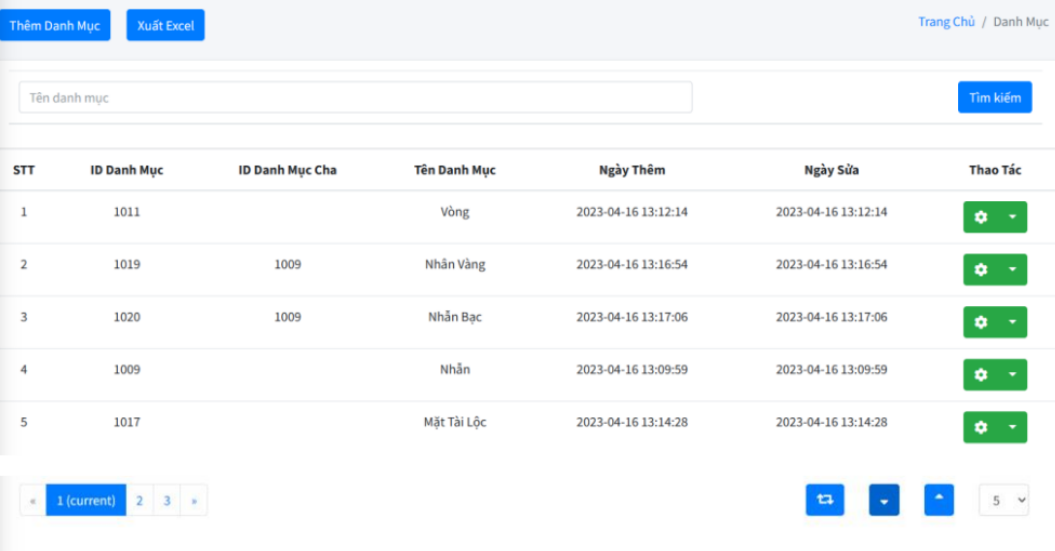 Thêm Danh Mục Xuất Excel Trang Chủ / Danh Mục
Tên danh mục Tìm kiếm
STT ID Danh Mục ID Danh Mục Cha Tên Danh Mục Ngày Thêm Ngày Sửa Thao Tác
1 1011 Vòng 2023-04-16 13:12:14 2023-04-16 13:12:14
2 1019 1009 Nhân Vàng 2023-04-16 13:16:54 2023-04-16 13:16:54
3 1020 1009 Nhẫn Bạc 2023-04-16 13:17:06 2023-04-16 13:17:06
4 1009 Nhẫn 2023-04-16 13:09:59 2023-04-16 13:09:59
5 1017 Mặt Tài Lộc 2023-04-16 13:14:28 2023-04-16 13:14:28
« 1 (current) 2 3 » 5